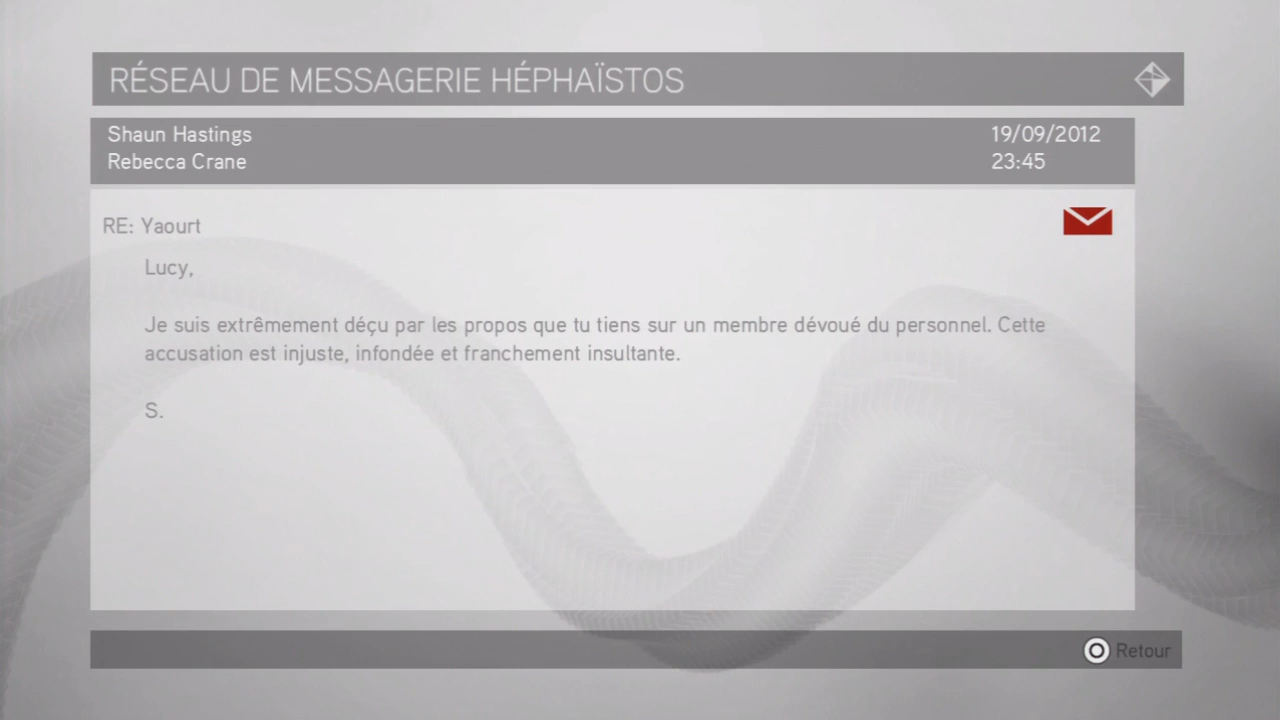 RÉSEAU DE MESSAGERIE HÉPHAÏSTOS
Shaun Hastings
19/09/2012
Rebecca Crane
23:45
RE: Yaourt
Lucy,
Je suis extrêmement déçu par les propos que tu tiens sur un membre dévoué du personnel. Cette
accusation est injuste, infondée et franchement insultante.
S.
Retour